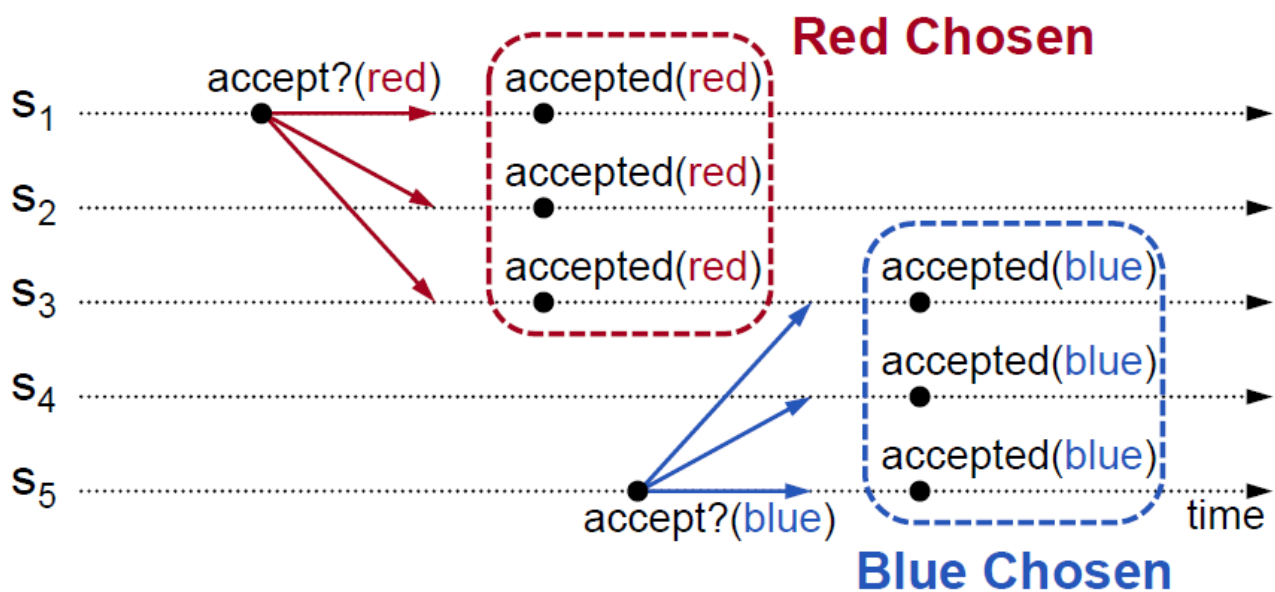 Red Chosen
accept?(red)
accepted(red)
S1
accepted(red)
S2
accepted(red)
accepted(blue)
S3
accepted(blue)
S4
accepted(blue)
S5
accept?(blue)
time
Blue Chosen